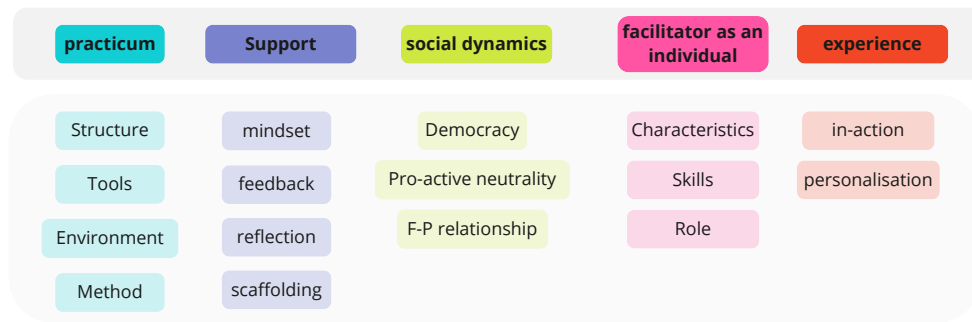 practicum
Support
social dynamics
facilitator as an
individual
experience
Structure
mindset
Democracy
Characteristics
in-action
Tools
feedback
Pro-active neutrality
Skills
personalisation
Environment
reflection
F-P relationship
Role
Method
scaffolding